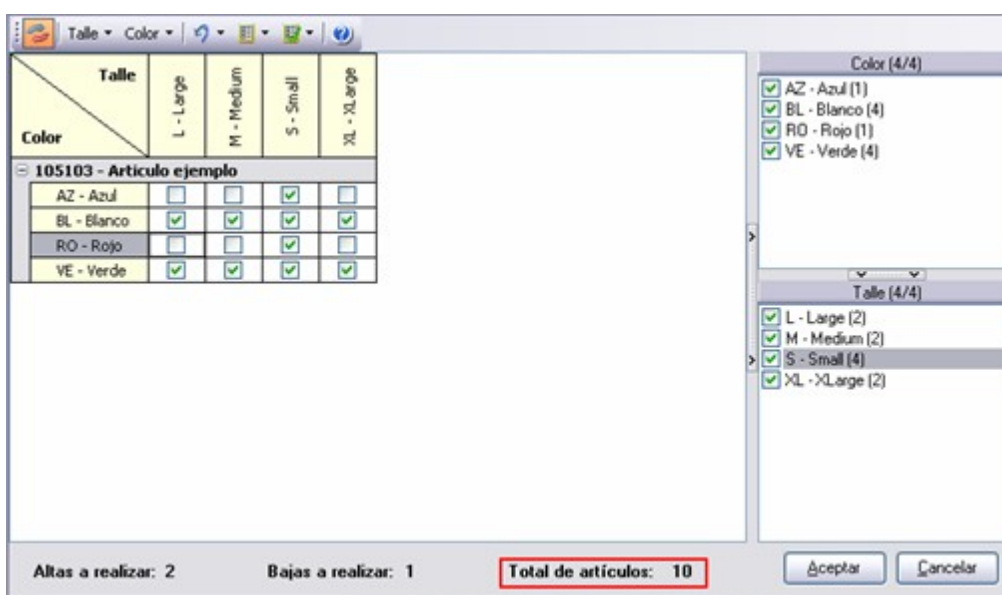 Talle Color
Talle
Color
L - Large
M - Medium
S - Small
XL - XLarge
105103 - Articulo ejemplo
AZ - Azul
BL - Blanco
RO - Rojo
VE - Verde
Color (4/4)
AZ - Azul (1)
BL - Blanco (4)
RO - Rojo (1)
VE - Verde (4)
Talle (4/4)
L - Large (2)
M - Medium (2)
S - Small (4)
XL - XLarge (2)
Altas a realizar: 2 Bajas a realizar: 1 Total de artículos: 10 Aceptar Cancelar